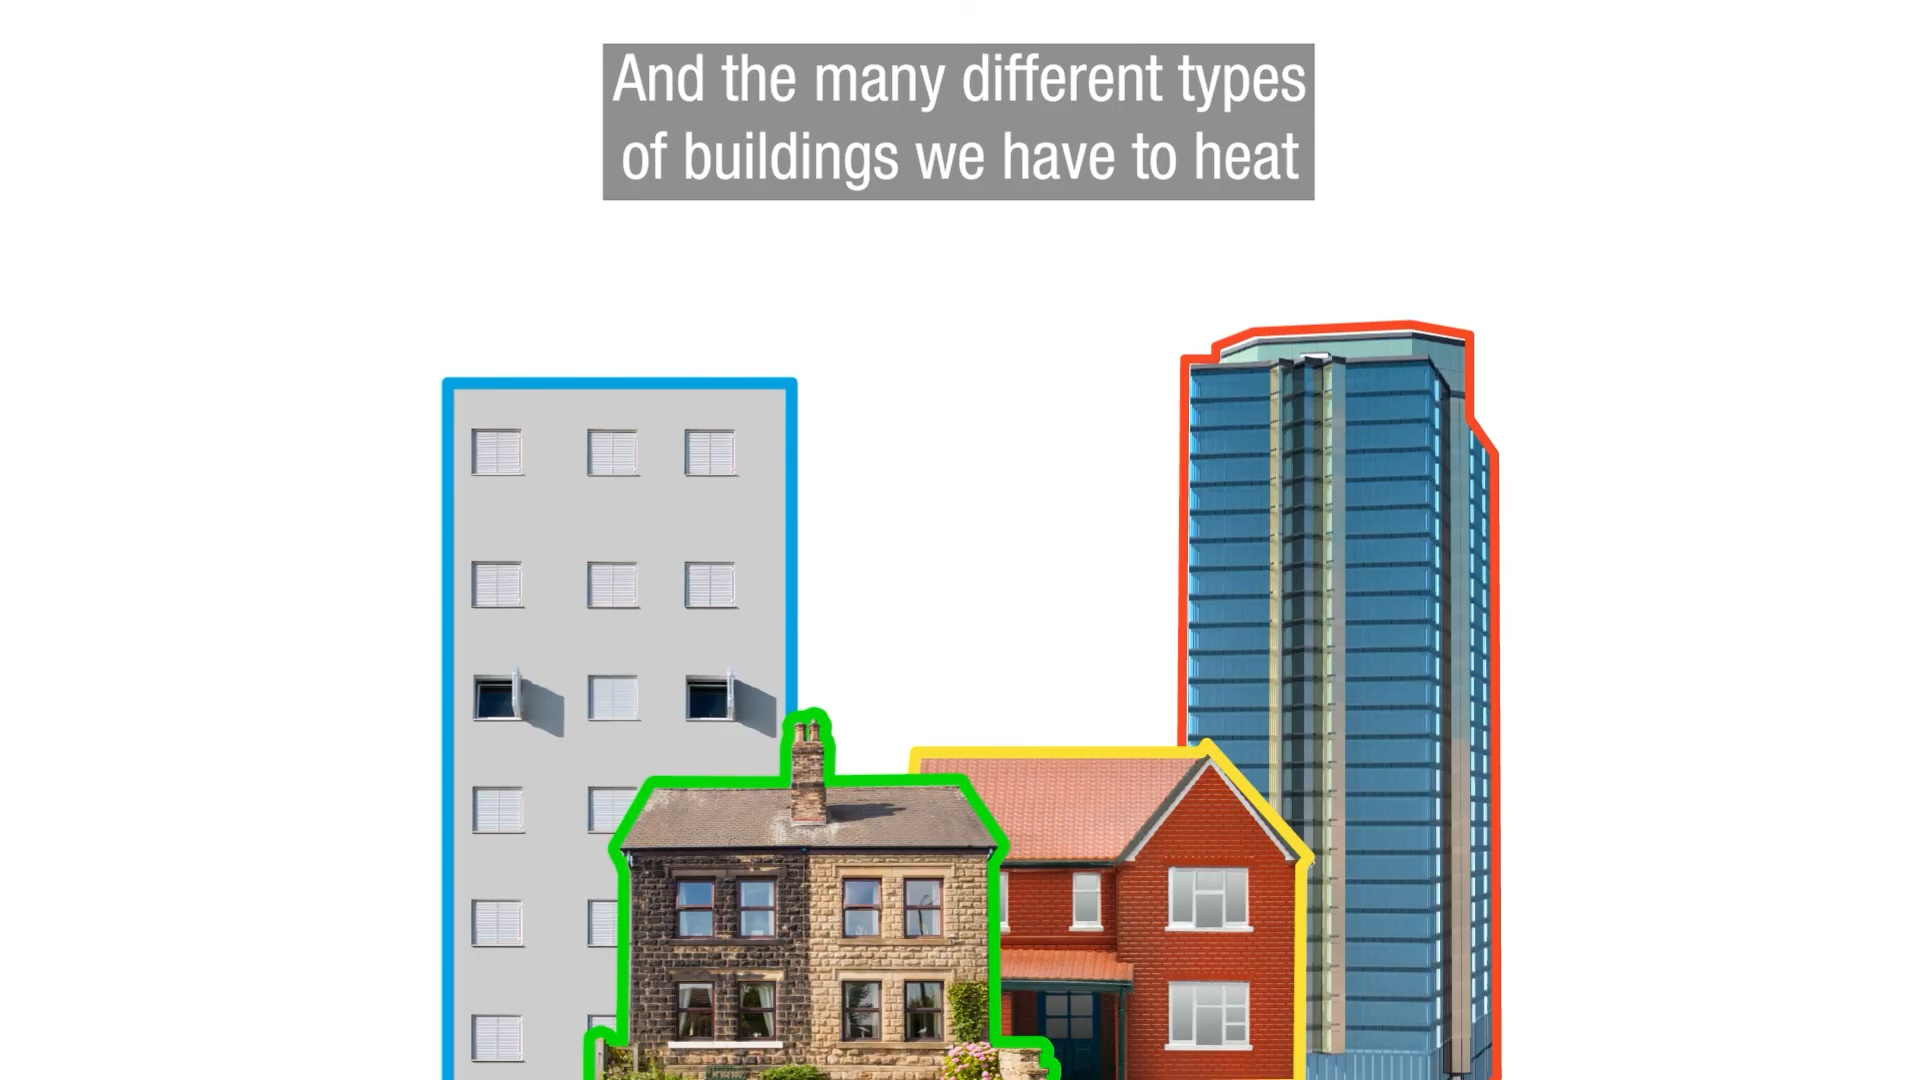 And the many different types
of buildings we have to heat